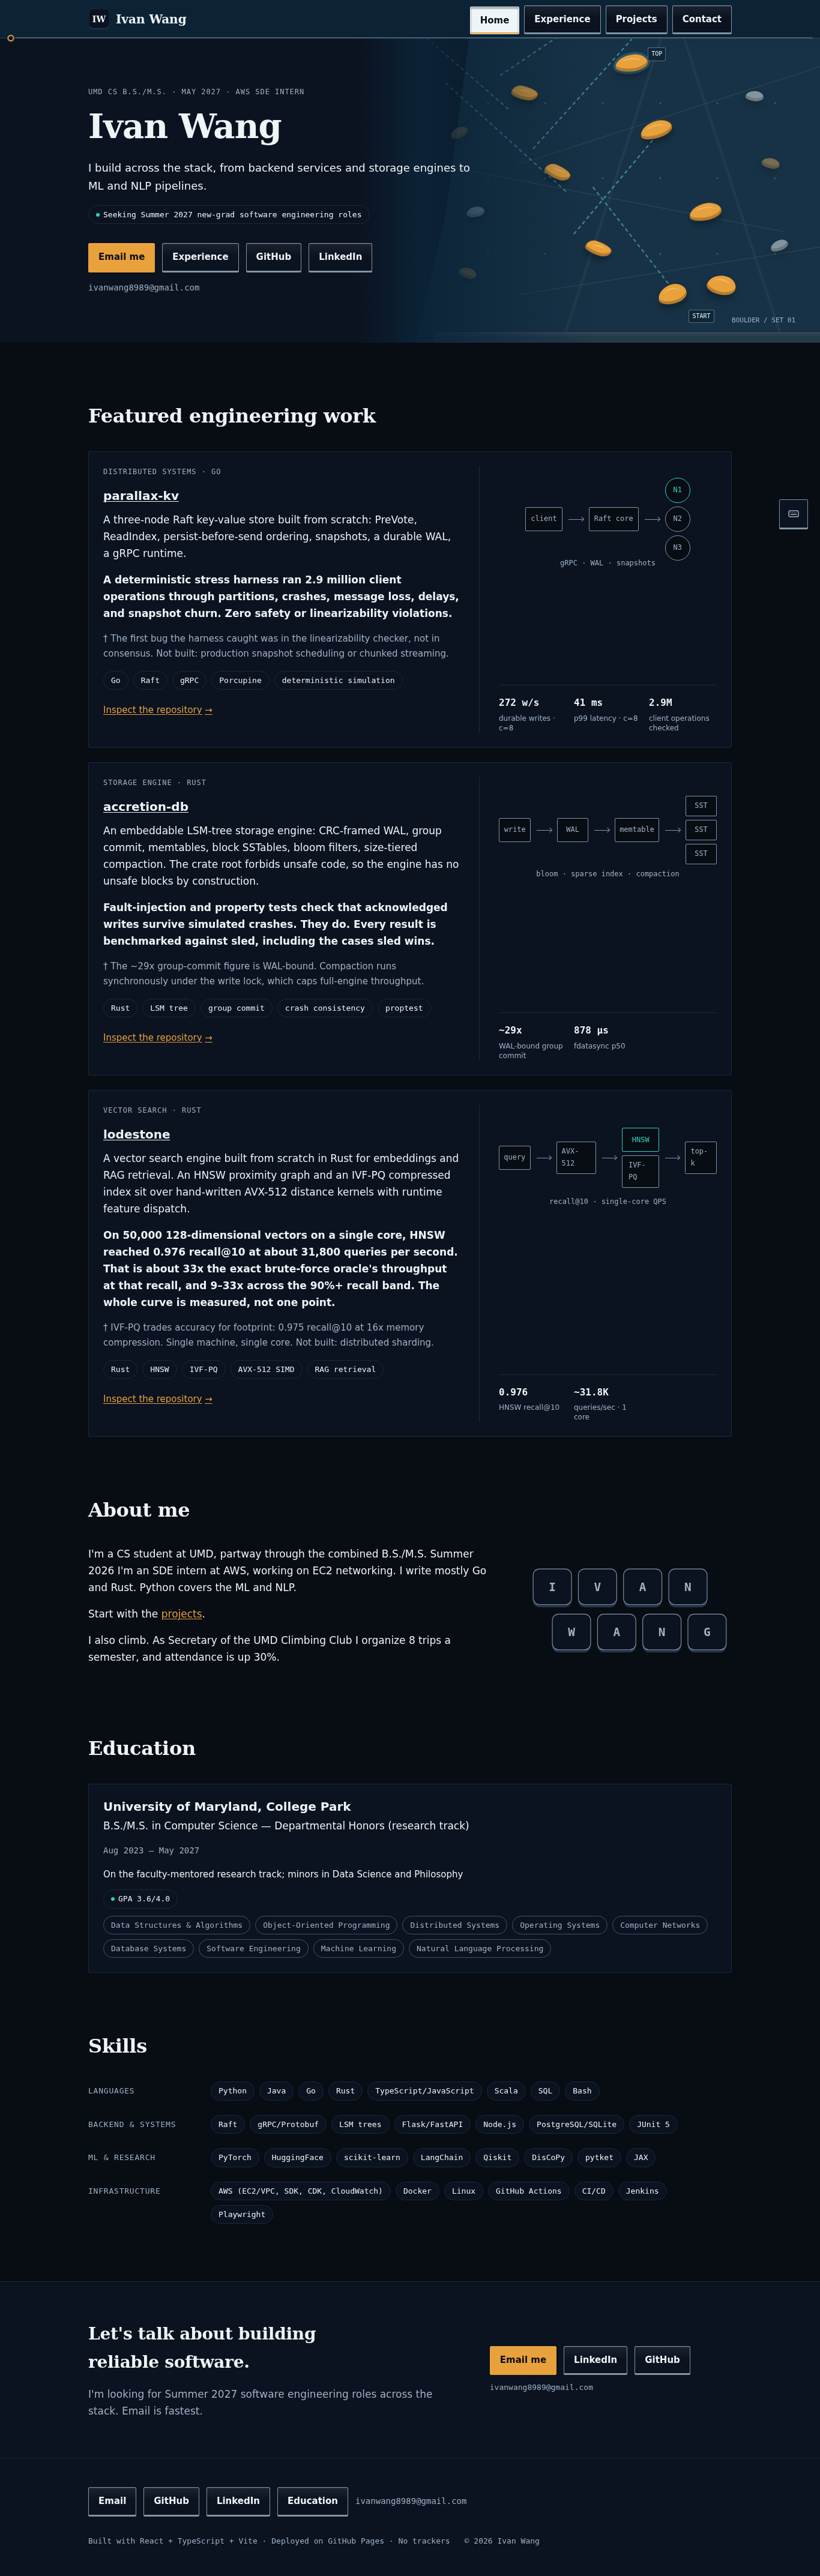 IW Ivan Wang
Home Experience Projects Contact
TOP
UMD CS B.S./M.S. · MAY 2027 · AWS SDE INTERN
Ivan Wang
I build across the stack, from backend services and storage engines to
ML and NLP pipelines.
Seeking Summer 2027 new-grad software engineering roles
Email me Experience GitHub LinkedIn
ivanwang8989@gmail.com
START
BOULDER / SET 01
Featured engineering work
DISTRIBUTED SYSTEMS · GO
parallax-kv
A three-node Raft key-value store built from scratch: PreVote,
ReadIndex, persist-before-send ordering, snapshots, a durable WAL,
a gRPC runtime.
A deterministic stress harness ran 2.9 million client
operations through partitions, crashes, message loss, delays,
and snapshot churn. Zero safety or linearizability violations.
† The first bug the harness caught was in the linearizability checker, not in
consensus. Not built: production snapshot scheduling or chunked streaming.
Go Raft gRPC Porcupine deterministic simulation
Inspect the repository →
client → Raft core → N1
N2
N3
gRPC · WAL · snapshots
272 w/s
durable writes ·
c=8
41 ms
p99 latency · c=8
2.9M
client operations
checked
STORAGE ENGINE · RUST
accretion-db
An embeddable LSM-tree storage engine: CRC-framed WAL, group
commit, memtables, block SSTables, bloom filters, size-tiered
compaction. The crate root forbids unsafe code, so the engine has no
unsafe blocks by construction.
Fault-injection and property tests check that acknowledged
writes survive simulated crashes. They do. Every result is
benchmarked against sled, including the cases sled wins.
† The ~29x group-commit figure is WAL-bound. Compaction runs
synchronously under the write lock, which caps full-engine throughput.
Rust LSM tree group commit crash consistency proptest
Inspect the repository →
write → WAL → memtable → SST
SST
SST
bloom · sparse index · compaction
~29x
WAL-bound group
commit
878 µs
fdatasync p50
VECTOR SEARCH · RUST
lodestone
A vector search engine built from scratch in Rust for embeddings and
RAG retrieval. An HNSW proximity graph and an IVF-PQ compressed
index sit over hand-written AVX-512 distance kernels with runtime
feature dispatch.
On 50,000 128-dimensional vectors on a single core, HNSW
reached 0.976 recall@10 at about 31,800 queries per second.
That is about 33x the exact brute-force oracle's throughput
at that recall, and 9–33x across the 90%+ recall band. The
whole curve is measured, not one point.
† IVF-PQ trades accuracy for footprint: 0.975 recall@10 at 16x memory
compression. Single machine, single core. Not built: distributed sharding.
Rust HNSW IVF-PQ AVX-512 SIMD RAG retrieval
Inspect the repository →
query → AVX-
512 → HNSW
IVF-
PQ → top-
k
recall@10 · single-core QPS
0.976
HNSW recall@10
~31.8K
queries/sec · 1
core
About me
I'm a CS student at UMD, partway through the combined B.S./M.S. Summer
2026 I'm an SDE intern at AWS, working on EC2 networking. I write mostly Go
and Rust. Python covers the ML and NLP.
Start with the projects.
I also climb. As Secretary of the UMD Climbing Club I organize 8 trips a
semester, and attendance is up 30%.
I V A N
W A N G
Education
University of Maryland, College Park
B.S./M.S. in Computer Science — Departmental Honors (research track)
Aug 2023 — May 2027
On the faculty-mentored research track; minors in Data Science and Philosophy
GPA 3.6/4.0
Data Structures & Algorithms Object-Oriented Programming Distributed Systems Operating Systems Computer Networks
Database Systems Software Engineering Machine Learning Natural Language Processing
Skills
LANGUAGES Python Java Go Rust TypeScript/JavaScript Scala SQL Bash
BACKEND & SYSTEMS Raft gRPC/Protobuf LSM trees Flask/FastAPI Node.js PostgreSQL/SQLite JUnit 5
ML & RESEARCH PyTorch HuggingFace scikit-learn LangChain Qiskit DisCoPy pytket JAX
INFRASTRUCTURE AWS (EC2/VPC, SDK, CDK, CloudWatch) Docker Linux GitHub Actions CI/CD Jenkins
Playwright
Let's talk about building
reliable software.
I'm looking for Summer 2027 software engineering roles across the
stack. Email is fastest.
Email me LinkedIn GitHub
ivanwang8989@gmail.com
Email GitHub LinkedIn Education ivanwang8989@gmail.com
Built with React + TypeScript + Vite · Deployed on GitHub Pages · No trackers © 2026 Ivan Wang